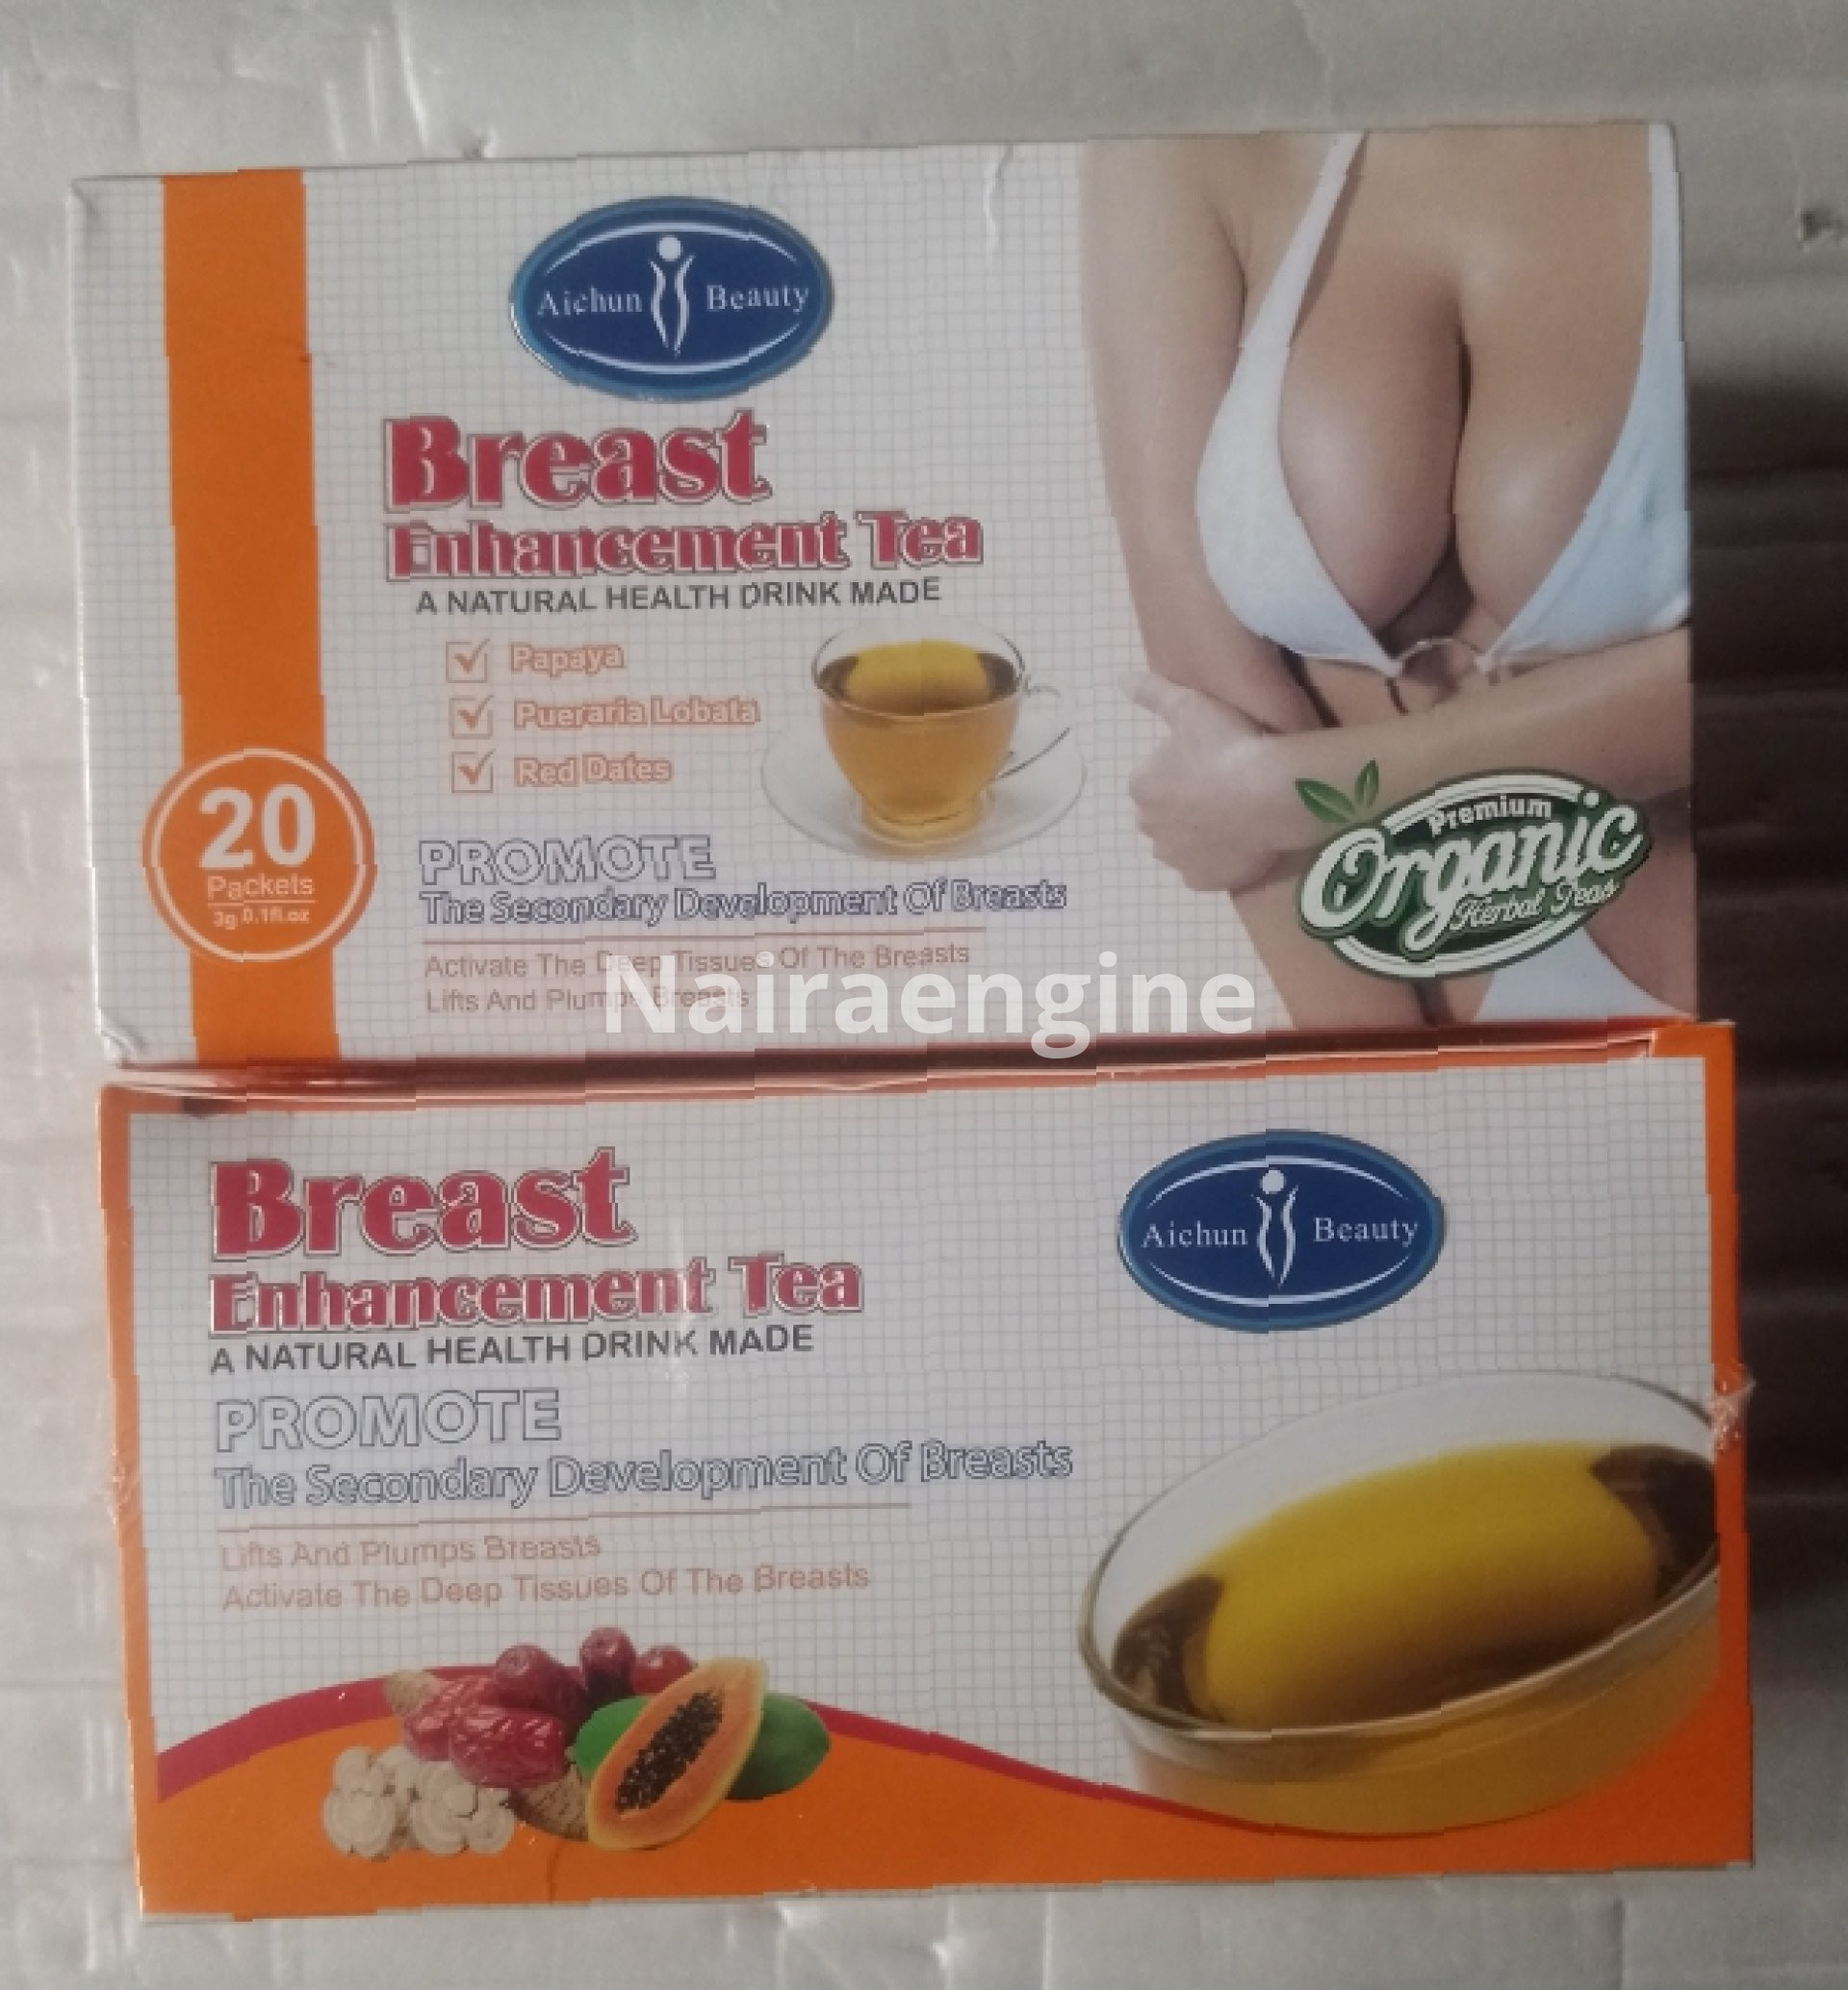 Aichun Beauty
Breast
Enhancement Tea
A NATURAL HEALTH DRINK MADE
Papaya
Pueraria Lobata
Red Dates
20
Packets
3g 0.1fl.oz
PROMOTE
The Secondary Development Of Breasts
Activate The Deep Tissues Of The Breasts
Lifts And Plumps Breasts
Premium
Organic
Herbal Teas
Nairaengine
Breast
Enhancement Tea
A NATURAL HEALTH DRINK MADE
Aichun Beauty
PROMOTE
The Secondary Development Of Breasts
Lifts And Plumps Breasts
Activate The Deep Tissues Of The Breasts